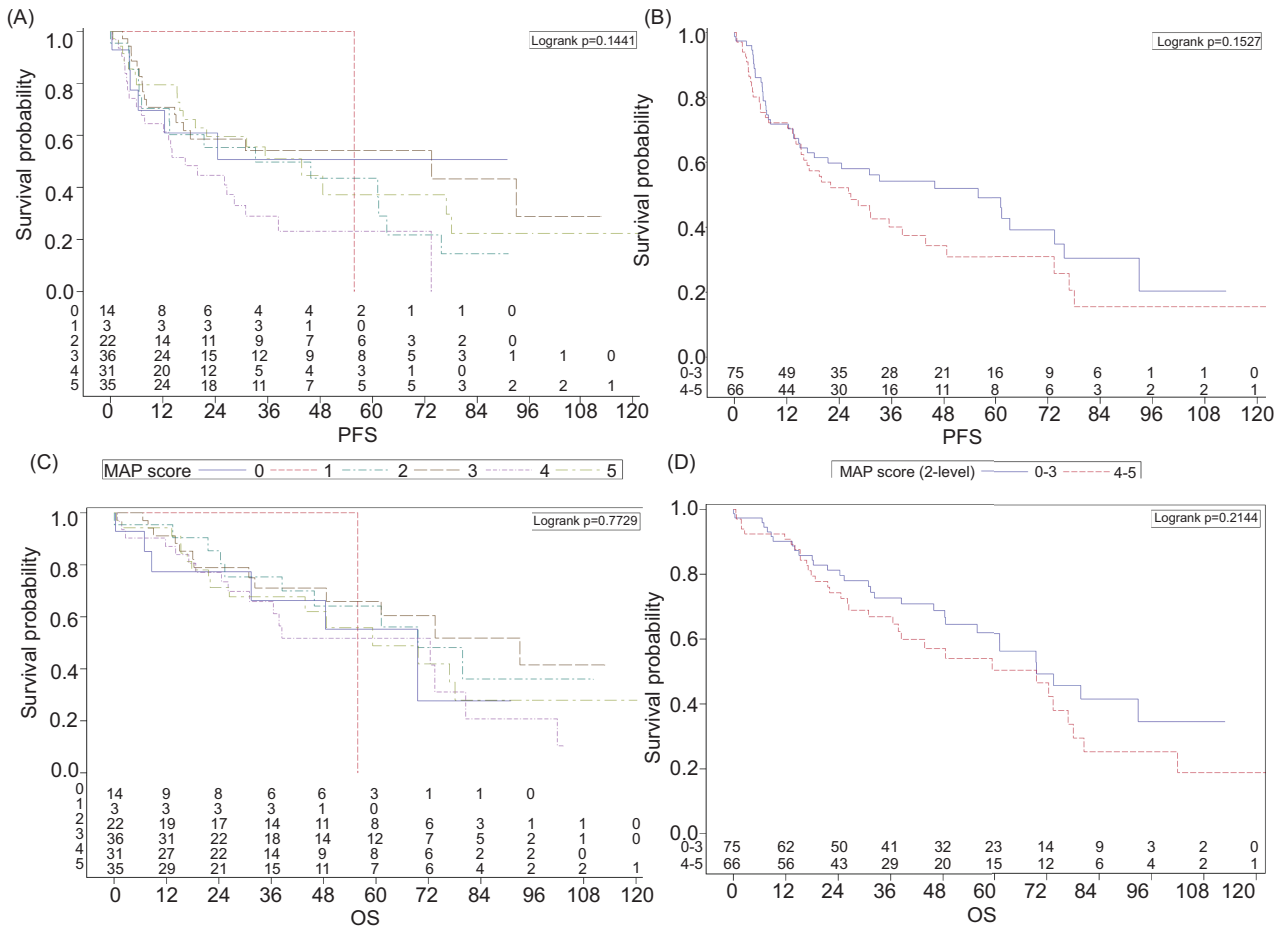 (A)
Logrank p=0.1441
Survival probability
1.0
0.8
0.6
0.4
0.2
0.0
0 14 8 6 4 4 2 1 1 0
1 3 3 3 3 1 0
2 22 14 11 9 7 6 3 2 0
3 36 24 15 12 9 8 5 3 1 1 0
4 31 20 12 5 4 3 1 0
5 35 24 18 11 7 5 5 3 2 2 1
0 12 24 36 48 60 72 84 96 108 120
PFS
(B)
Logrank p=0.1527
Survival probability
1.0
0.8
0.6
0.4
0.2
0.0
0-3 75 49 35 28 21 16 9 6 1 1 0
4-5 66 44 30 16 11 8 6 3 2 2 1
0 12 24 36 48 60 72 84 96 108 120
PFS
(C)
MAP score 0 1 2 3 4 5
Logrank p=0.7729
Survival probability
1.0
0.8
0.6
0.4
0.2
0.0
0 14 9 8 6 6 3 1 1 0
1 3 3 3 3 1 0
2 22 19 17 14 11 8 6 3 1 1 0
3 36 31 22 18 14 12 7 5 2 1 0
4 31 27 22 14 9 8 6 2 2 0
5 35 29 21 15 11 7 6 4 2 2 1
0 12 24 36 48 60 72 84 96 108 120
OS
(D)
MAP score (2-level) 0-3 4-5
Logrank p=0.2144
Survival probability
1.0
0.8
0.6
0.4
0.2
0.0
0-3 75 62 50 41 32 23 14 9 3 2 0
4-5 66 56 43 29 20 15 12 6 4 2 1
0 12 24 36 48 60 72 84 96 108 120
OS